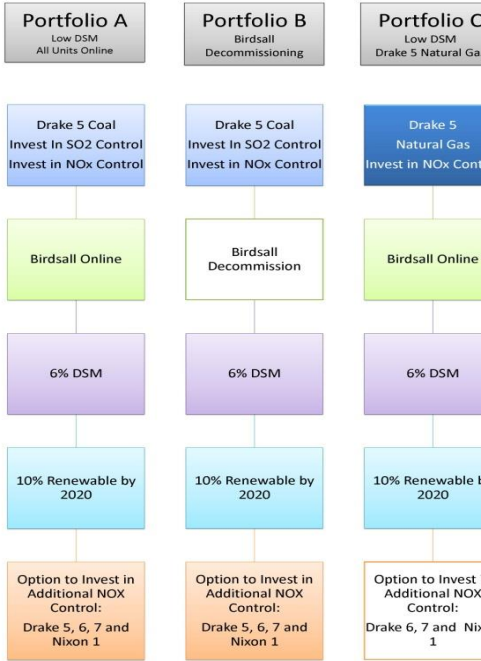 Portfolio A
Low DSM
All Units Online
Drake 5 Coal
Invest In SO2 Control
Invest in NOx Control
Birdsall Online
6% DSM
10% Renewable by
2020
Option to Invest in
Additional NOX
Control:
Drake 5, 6, 7 and
Nixon 1
Portfolio B
Birdsall
Decommissioning
Drake 5 Coal
Invest In SO2 Control
Invest in NOx Control
Birdsall
Decommission
6% DSM
10% Renewable by
2020
Option to Invest in
Additional NOX
Control:
Drake 5, 6, 7 and
Nixon 1
Portfolio
Low DSM
Drake 5 Natural
Drake 5
Natural Gas
Invest in NOx
Birdsall Online
6% DSM
10% Renewable
2020
Option to Invest
Additional NOX
Control:
Drake 6, 7 and
1